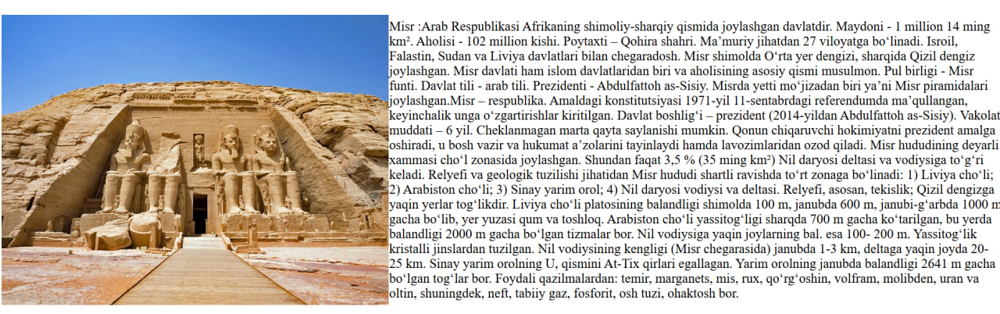 Misr :Arab Respublikasi Afrikaning shimoliy-sharqiy qismida joylashgan davlatdir. Maydoni - 1 million 14 ming
km². Aholisi - 102 million kishi. Poytaxti – Qohira shahri. Ma’muriy jihatdan 27 viloyatga bo‘linadi. Isroil,
Falastin, Sudan va Liviya davlatlari bilan chegaradosh. Misr shimolda O‘rta yer dengizi, sharqida Qizil dengiz
joylashgan. Misr davlati ham islom davlatlaridan biri va aholisining asosiy qismi musulmon. Pul birligi - Misr
funti. Davlat tili - arab tili. Prezidenti - Abdulfattoh as-Sisiy. Misrda yetti mo‘jizadan biri ya’ni Misr piramidalari
joylashgan.Misr – respublika. Amaldagi konstitutsiyasi 1971-yil 11-sentabrdagi referendumda ma’qullangan,
keyinchalik unga o‘zgartirishlar kiritilgan. Davlat boshlig‘i – prezident (2014-yildan Abdulfattoh as-Sisiy). Vakolat
muddati – 6 yil. Cheklanmagan marta qayta saylanishi mumkin. Qonun chiqaruvchi hokimiyatni prezident amalga
oshiradi, u bosh vazir va hukumat a’zolarini tayinlaydi hamda lavozimlaridan ozod qiladi. Misr hududining deyarli
xammasi cho‘l zonasida joylashgan. Shundan faqat 3,5 % (35 ming km²) Nil daryosi deltasi va vodiysiga to‘g‘ri
keladi. Relyefi va geologik tuzilishi jihatidan Misr hududi shartli ravishda to‘rt zonaga bo‘linadi: 1) Liviya cho‘li;
2) Arabiston cho‘li; 3) Sinay yarim orol; 4) Nil daryosi vodiysi va deltasi. Relyefi, asosan, tekislik; Qizil dengizga
yaqin yerlar tog‘likdir. Liviya cho‘li platosining balandligi shimolda 100 m, janubda 600 m, janubi-g‘arbda 1000 m
gacha bo‘lib, yer yuzasi qum va toshloq. Arabiston cho‘li yassitog‘ligi sharqda 700 m gacha ko‘tarilgan, bu yerda
balandligi 2000 m gacha bo‘lgan tizmalar bor. Nil vodiysiga yaqin joylarning bal. esa 100- 200 m. Yassitog‘lik
kristalli jinslardan tuzilgan. Nil vodiysining kengligi (Misr chegarasida) janubda 1-3 km, deltaga yaqin joyda 20-
25 km. Sinay yarim orolning U, qismini At-Tix qirlari egallagan. Yarim orolning janubda balandligi 2641 m gacha
bo‘lgan tog‘lar bor. Foydali qazilmalardan: temir, marganets, mis, rux, qo‘rg‘oshin, volfram, molibden, uran va
oltin, shuningdek, neft, tabiiy gaz, fosforit, osh tuzi, ohaktosh bor.